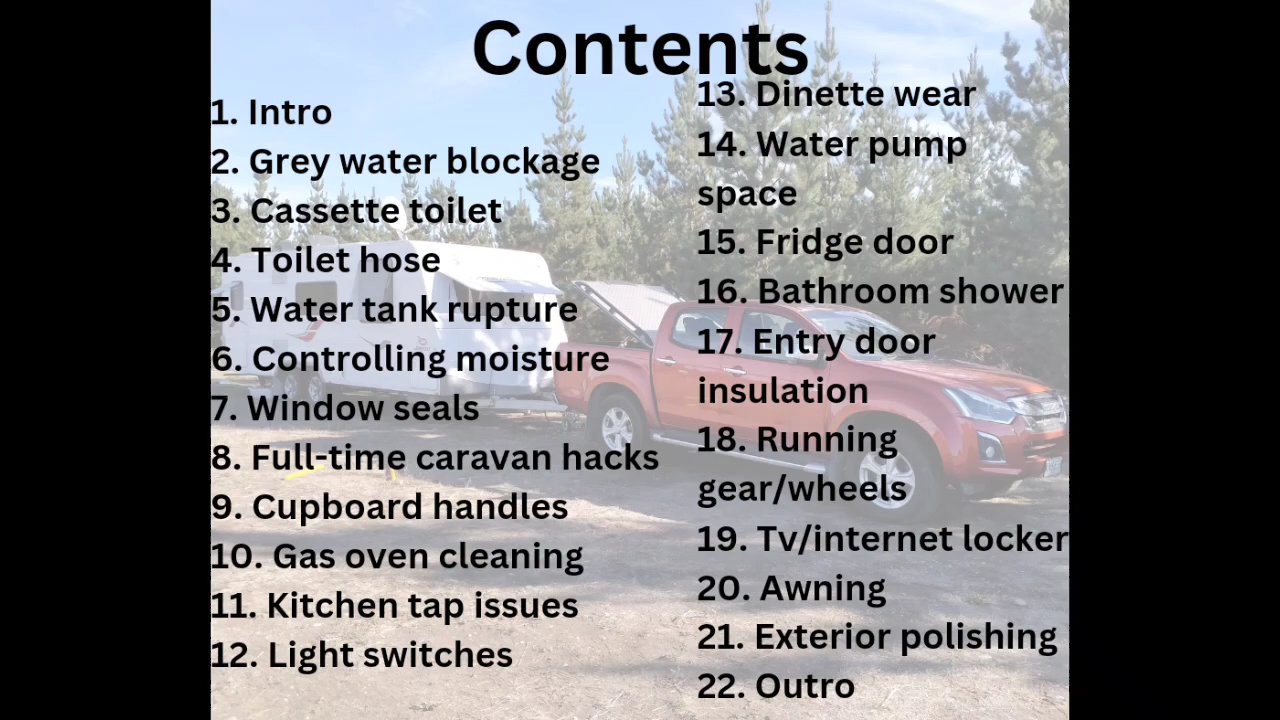 Contents
1. Intro
2. Grey water blockage
3. Cassette toilet
4. Toilet hose
5. Water tank rupture
6. Controlling moisture
7. Window seals
8. Full-time caravan hacks
9. Cupboard handles
10. Gas oven cleaning
11. Kitchen tap issues
12. Light switches
13. Dinette wear
14. Water pump
space
15. Fridge door
16. Bathroom shower
17. Entry door
insulation
18. Running
gear/wheels
19. Tv/internet locker
20. Awning
21. Exterior polishing
22. Outro